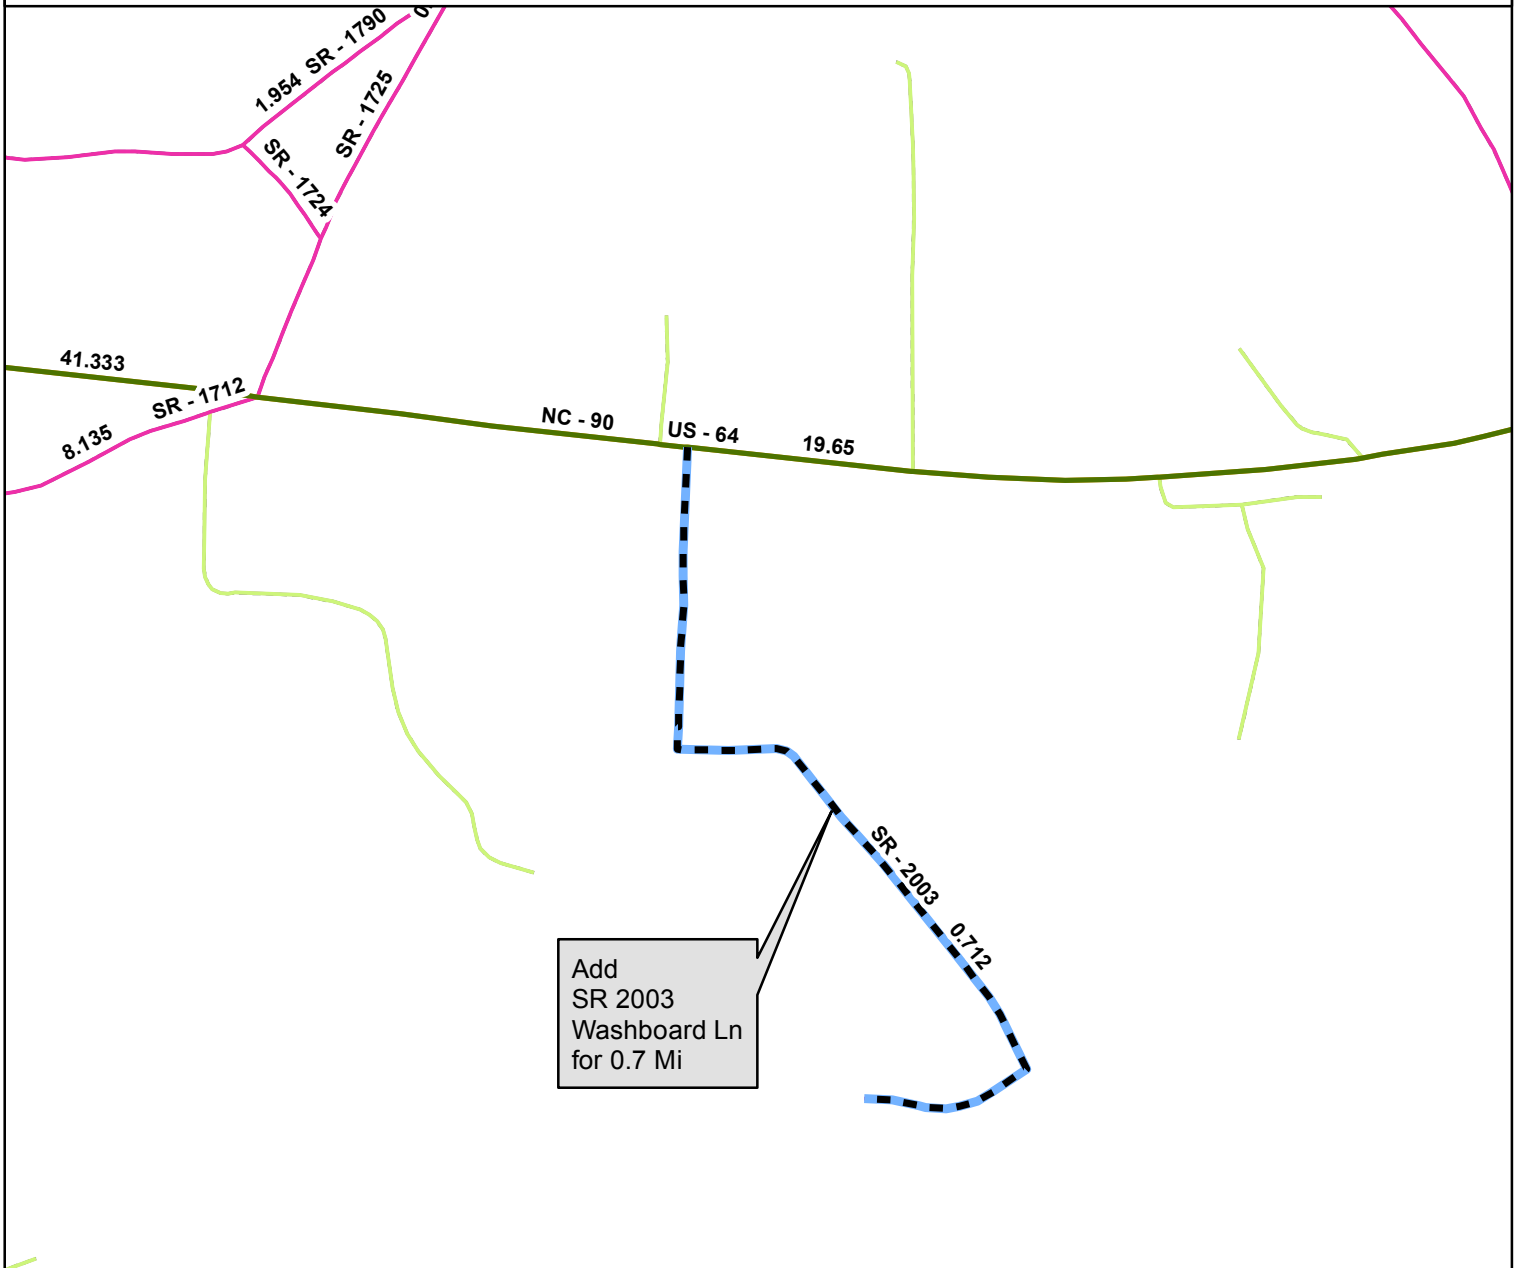 1.954 SR - 1790
SR - 1725
SR - 1724
41.333
SR - 1712
8.135
NC - 90
US - 64
19.65
SR - 2003 0.712
Add
SR 2003
Washboard Ln
for 0.7 Mi